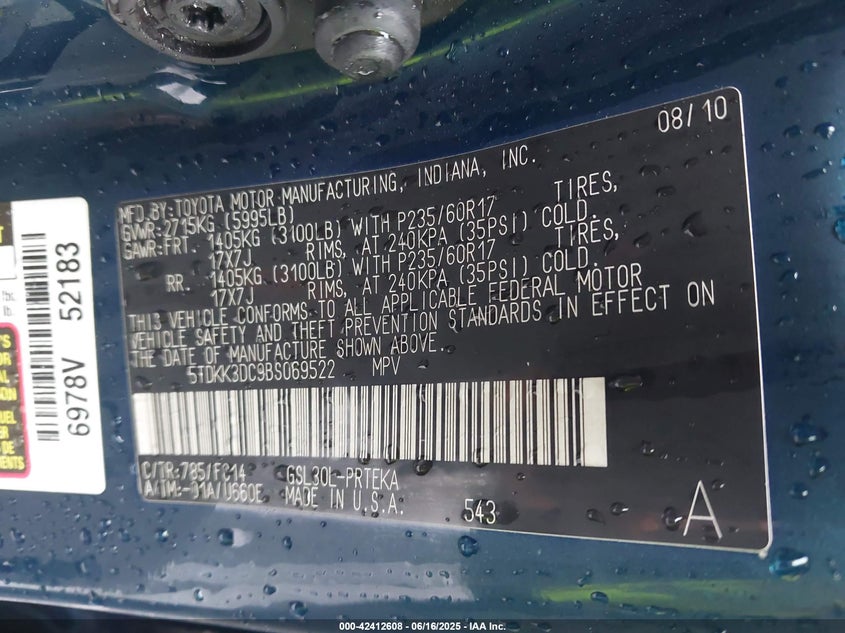 08/10
MFD.BY:TOYOTA MOTOR MANUFACTURING, INDIANA, INC.
GVWR:2715KG (5995LB)
GAWR:FRT. 1405KG (3100LB) WITH P235/60R17 TIRES,
17X7J RIMS, AT 240KPA (35PSI) COLD.
RR. 1405KG (3100LB) WITH P235/60R17 TIRES,
17X7J RIMS, AT 240KPA (35PSI) COLD.
THIS VEHICLE CONFORMS TO ALL APPLICABLE FEDERAL MOTOR
VEHICLE SAFETY AND THEFT PREVENTION STANDARDS IN EFFECT ON
THE DATE OF MANUFACTURE SHOWN ABOVE.
5TDKK3DC9BS069522 MPV
C/TR:785/FC14 GSL30L-PRTEKA
A/TM:-01A/U660E MADE IN U.S.A.
543
A
6978V 52183
lbs.
lb.
UEL
DE
000-42412608 - 06/16/2025 - IAA Inc.